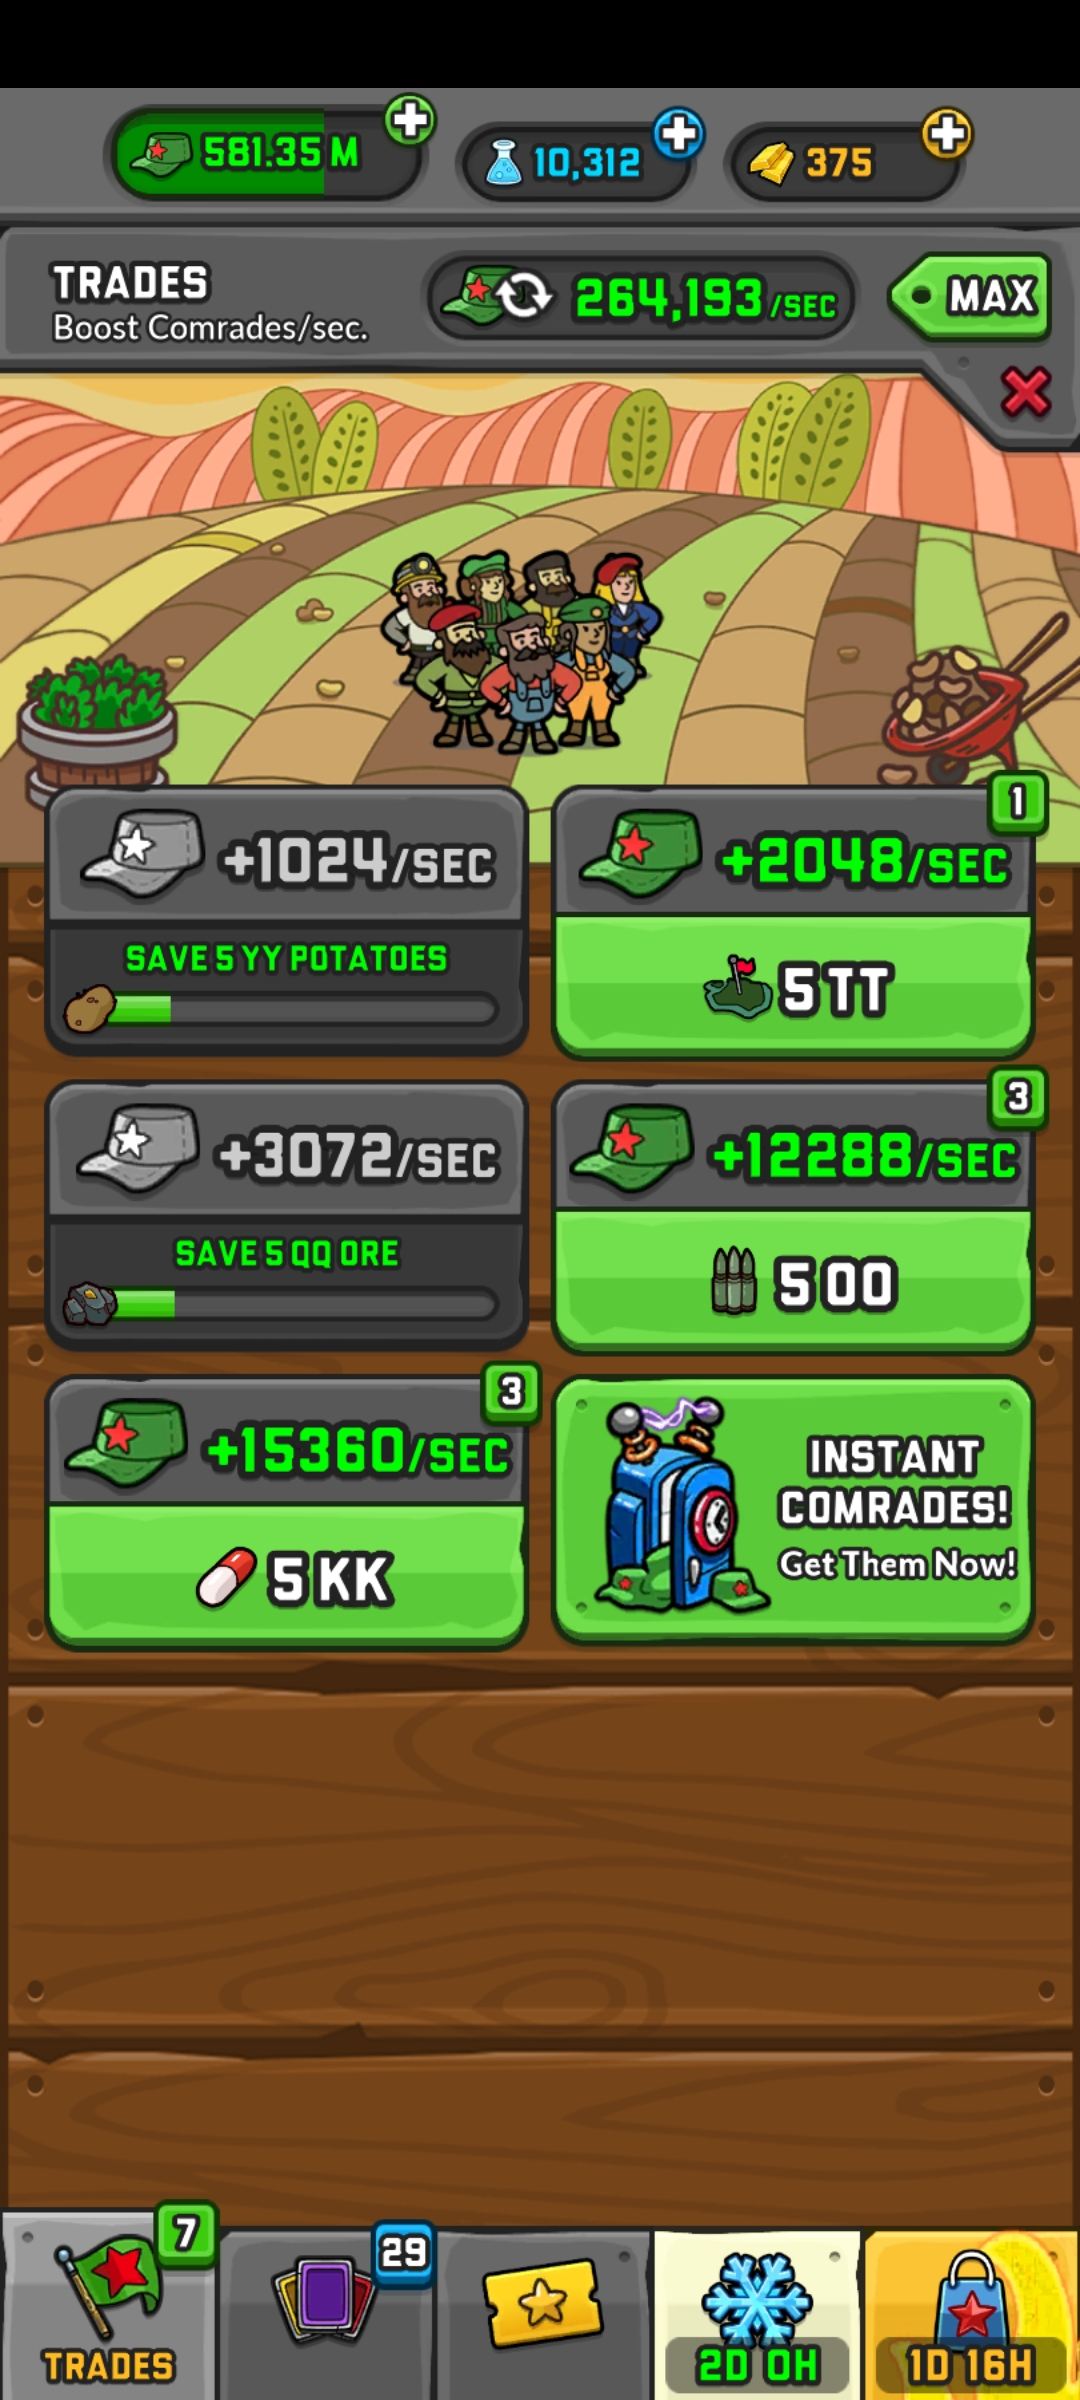 581.35 M
10,312
375
TRADES
Boost Comrades/sec.
264,193 /SEC
MAX
+1024/SEC
SAVE 5 YY POTATOES
1
+2048/SEC
5 TT
+3072/SEC
SAVE 5 QQ ORE
3
+12288/SEC
500
3
+15360/SEC
5 KK
INSTANT
COMRADES!
Get Them Now!
7
TRADES
29
2D 0H
1D 16H